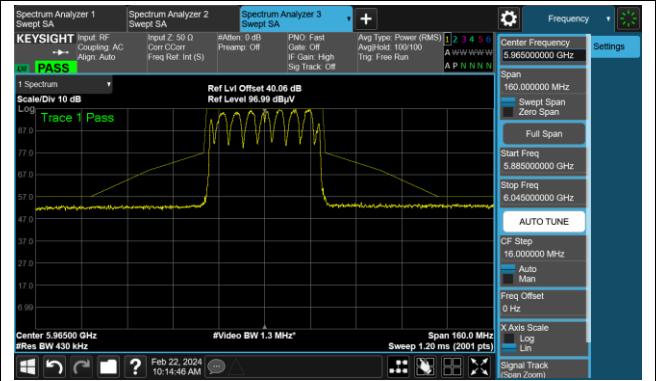 Spectrum Analyzer 1
Swept SA
Spectrum Analyzer 2
Swept SA
Spectrum Analyzer 3
Swept SA
Frequency
KEYSIGHT
Input: RF
Coupling: AC
Align: Auto
Input Z: 50 Ω
Corr CCorr
Freq Ref: Int (S)
#Atten: 0 dB
Preamp: Off
PNO: Fast
Gate: Off
IF Gain: High
Sig Track: Off
Avg Type: Power (RMS)
Avg|Hold: 100/100
Trig: Free Run
1 2 3 4 5 6
A W W W W W
A P N N N N
LXI PASS
1 Spectrum
Scale/Div 10 dB
Ref Lvl Offset 40.06 dB
Ref Level 96.99 dBµV
Log
Trace 1 Pass
87.0
77.0
67.0
57.0
47.0
37.0
27.0
17.0
6.99
Center 5.96500 GHz
#Video BW 1.3 MHz*
Span 160.0 MHz
#Res BW 430 kHz
Sweep 1.20 ms (2001 pts)
Feb 22, 2024
10:14:46 AM
Center Frequency
5.965000000 GHz
Settings
Span
160.000000 MHz
Swept Span
Zero Span
Full Span
Start Freq
5.885000000 GHz
Stop Freq
6.045000000 GHz
AUTO TUNE
CF Step
16.000000 MHz
Auto
Man
Freq Offset
0 Hz
X Axis Scale
Log
Lin
Signal Track
(Span Zoom)